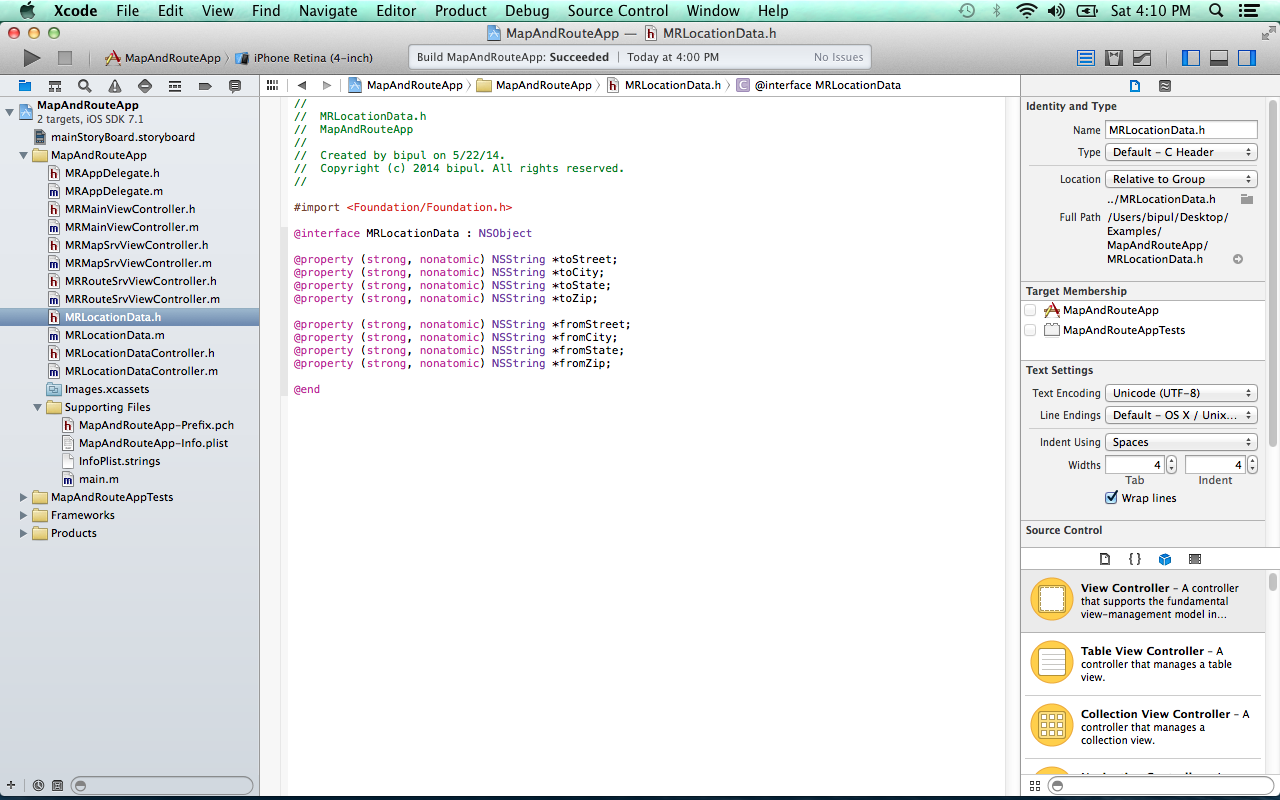 Xcode File Edit View Find Navigate Editor Product Debug Source Control Window Help Sat 4:10 PM
MapAndRouteApp — MRLocationData.h
MapAndRouteApp iPhone Retina (4-inch)
Build MapAndRouteApp: Succeeded Today at 4:00 PM No Issues
MapAndRouteApp
2 targets, iOS SDK 7.1
mainStoryBoard.storyboard
MapAndRouteApp
MRAppDelegate.h
MRAppDelegate.m
MRMainViewController.h
MRMainViewController.m
MRMapSrvViewController.h
MRMapSrvViewController.m
MRRouteSrvViewController.h
MRRouteSrvViewController.m
MRLocationData.h
MRLocationData.m
MRLocationDataController.h
MRLocationDataController.m
Images.xcassets
Supporting Files
MapAndRouteApp-Prefix.pch
MapAndRouteApp-Info.plist
InfoPlist.strings
main.m
MapAndRouteAppTests
Frameworks
Products
MapAndRouteApp MapAndRouteApp MRLocationData.h @interface MRLocationData
//
// MRLocationData.h
// MapAndRouteApp
//
// Created by bipul on 5/22/14.
// Copyright (c) 2014 bipul. All rights reserved.
//
#import <Foundation/Foundation.h>
@interface MRLocationData : NSObject
@property (strong, nonatomic) NSString *toStreet;
@property (strong, nonatomic) NSString *toCity;
@property (strong, nonatomic) NSString *toState;
@property (strong, nonatomic) NSString *toZip;
@property (strong, nonatomic) NSString *fromStreet;
@property (strong, nonatomic) NSString *fromCity;
@property (strong, nonatomic) NSString *fromState;
@property (strong, nonatomic) NSString *fromZip;
@end
Identity and Type
Name MRLocationData.h
Type Default - C Header
Location Relative to Group
../MRLocationData.h
Full Path /Users/bipul/Desktop/
Examples/
MapAndRouteApp/
MRLocationData.h
Target Membership
MapAndRouteApp
MapAndRouteAppTests
Text Settings
Text Encoding Unicode (UTF-8)
Line Endings Default - OS X / Unix...
Indent Using Spaces
Widths 4 4
Tab Indent
Wrap lines
Source Control
View Controller - A controller
that supports the fundamental
view-management model in...
Table View Controller - A
controller that manages a table
view.
Collection View Controller - A
controller that manages a
collection view.